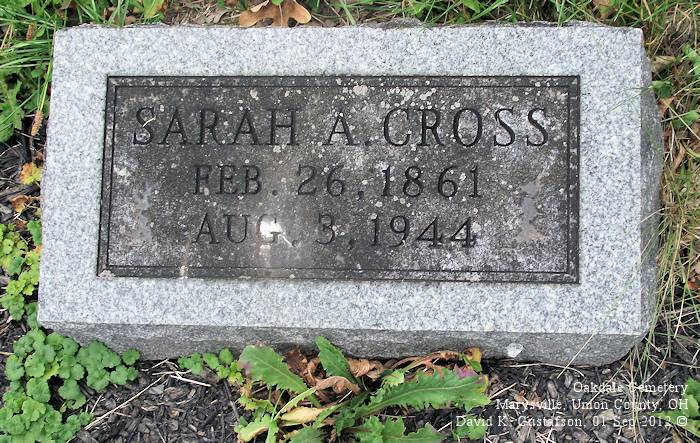 SARAH A. CROSS
FEB. 26, 1861
AUG. 3, 1944
Oakdale Cemetery
Marysville, Union County, OH
David K. Gustafson, 01 Sep 2012